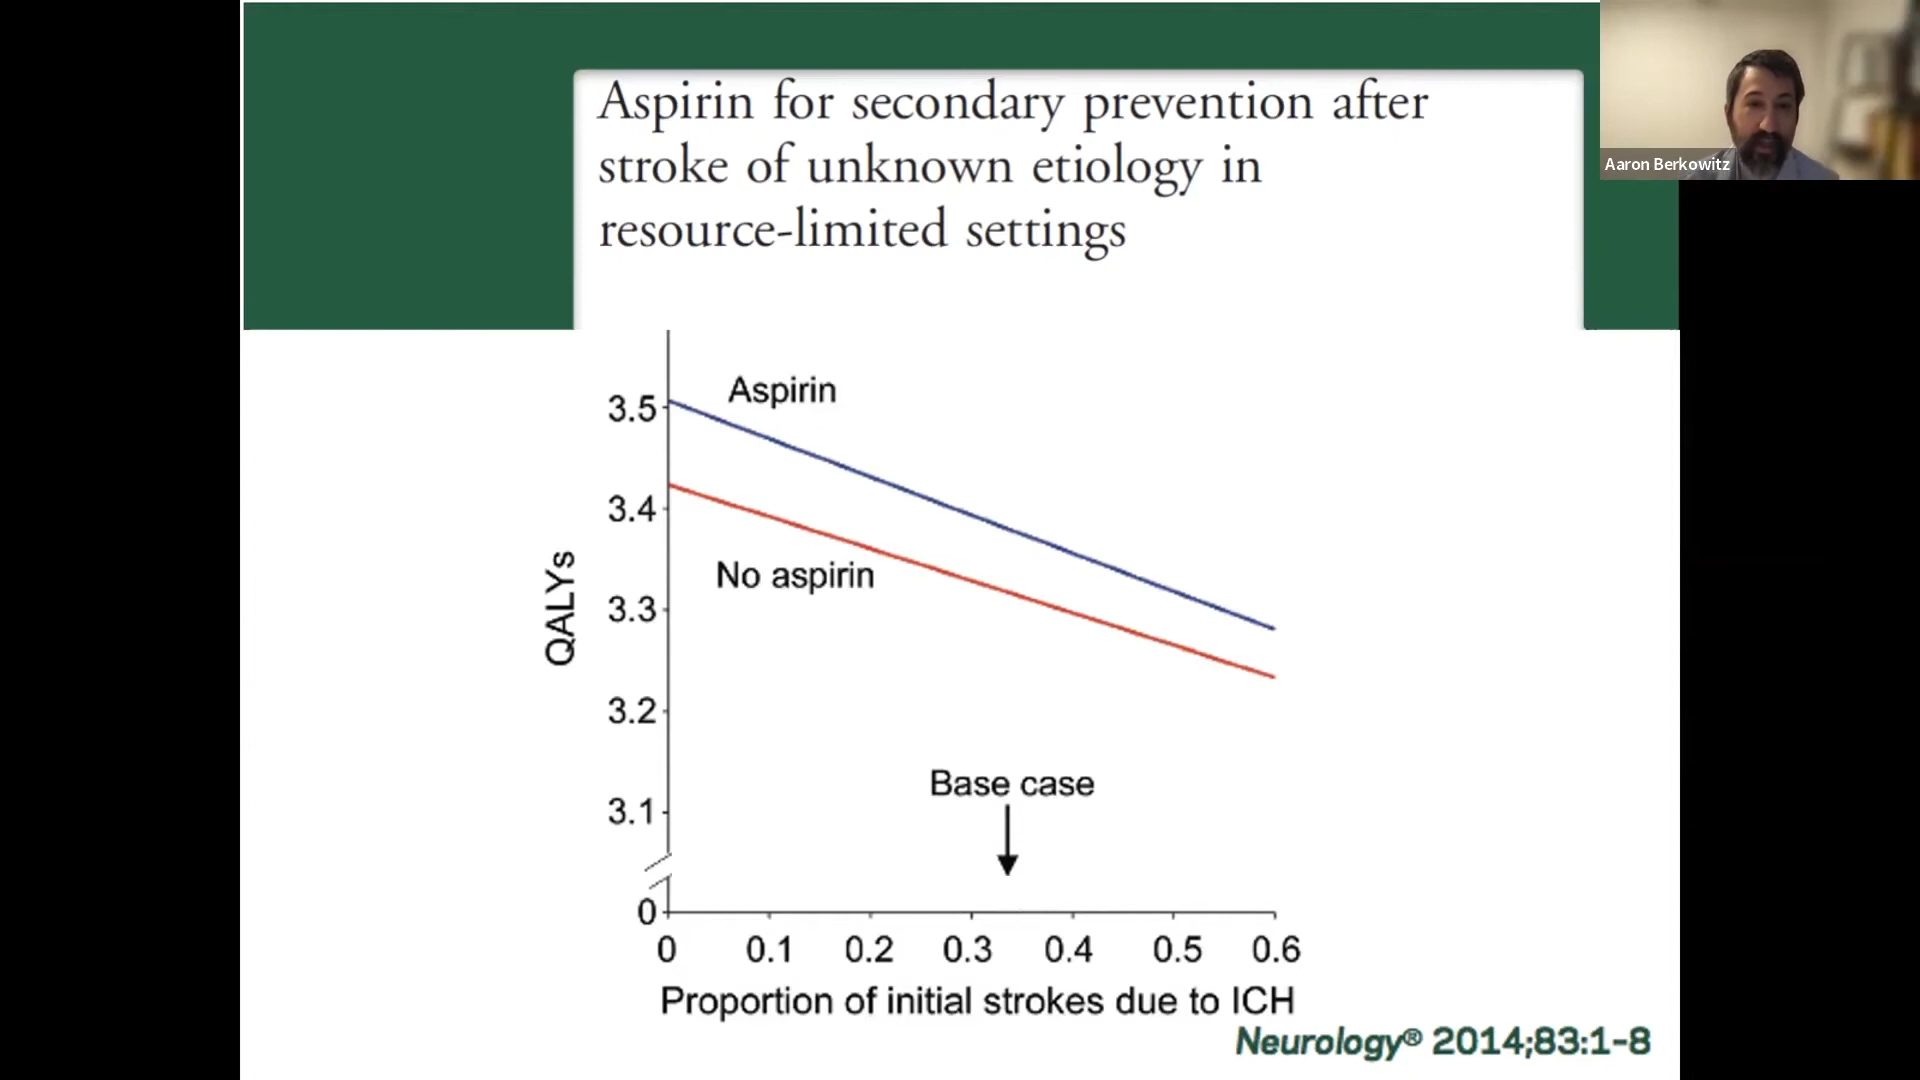 Aspirin for secondary prevention after
stroke of unknown etiology in
resource-limited settings
Aaron Berkowitz
Aspirin
No aspirin
QALYs
3.5
3.4
3.3
3.2
3.1
0
Base case
0 0.1 0.2 0.3 0.4 0.5 0.6
Proportion of initial strokes due to ICH
Neurology® 2014;83:1-8